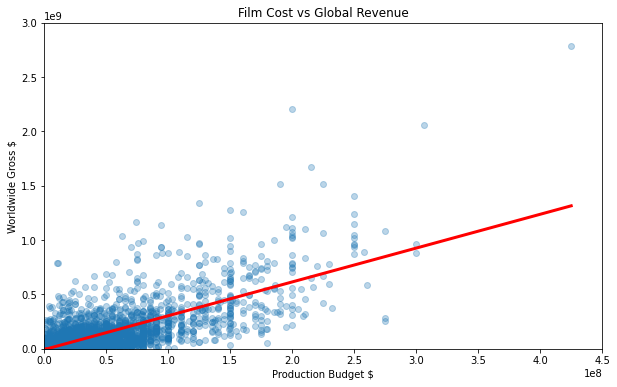 Film Cost vs Global Revenue
1e9
3.0
2.5
2.0
1.5
1.0
0.5
0.0
Worldwide Gross $
0.0 0.5 1.0 1.5 2.0 2.5 3.0 3.5 4.0 4.5
Production Budget $
1e8